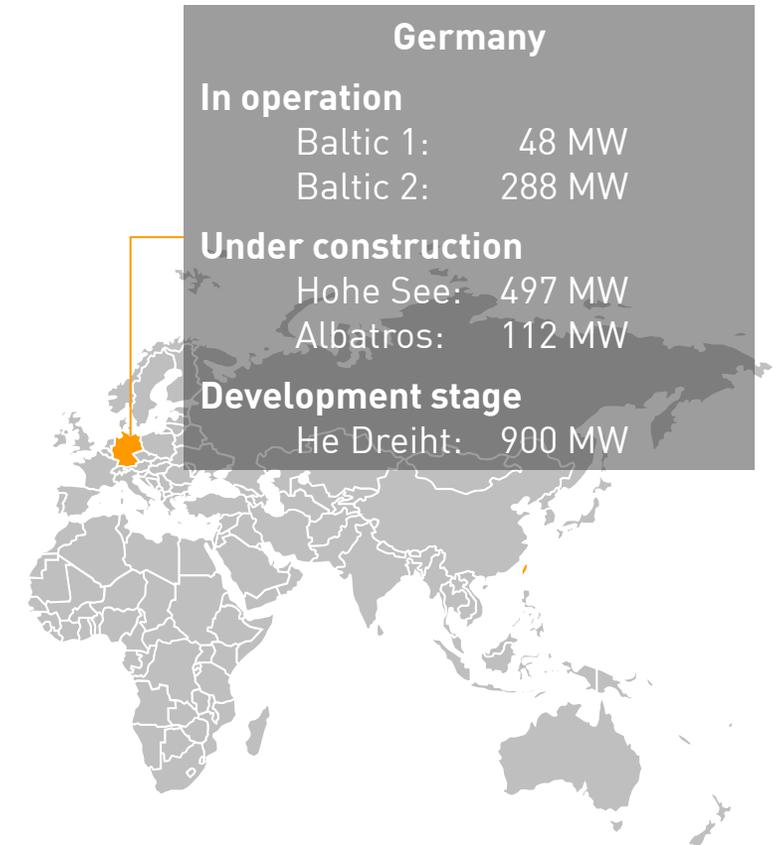 Germany
In operation
Baltic 1: 48 MW
Baltic 2: 288 MW
Under construction
Hohe See: 497 MW
Albatros: 112 MW
Development stage
He Dreiht: 900 MW